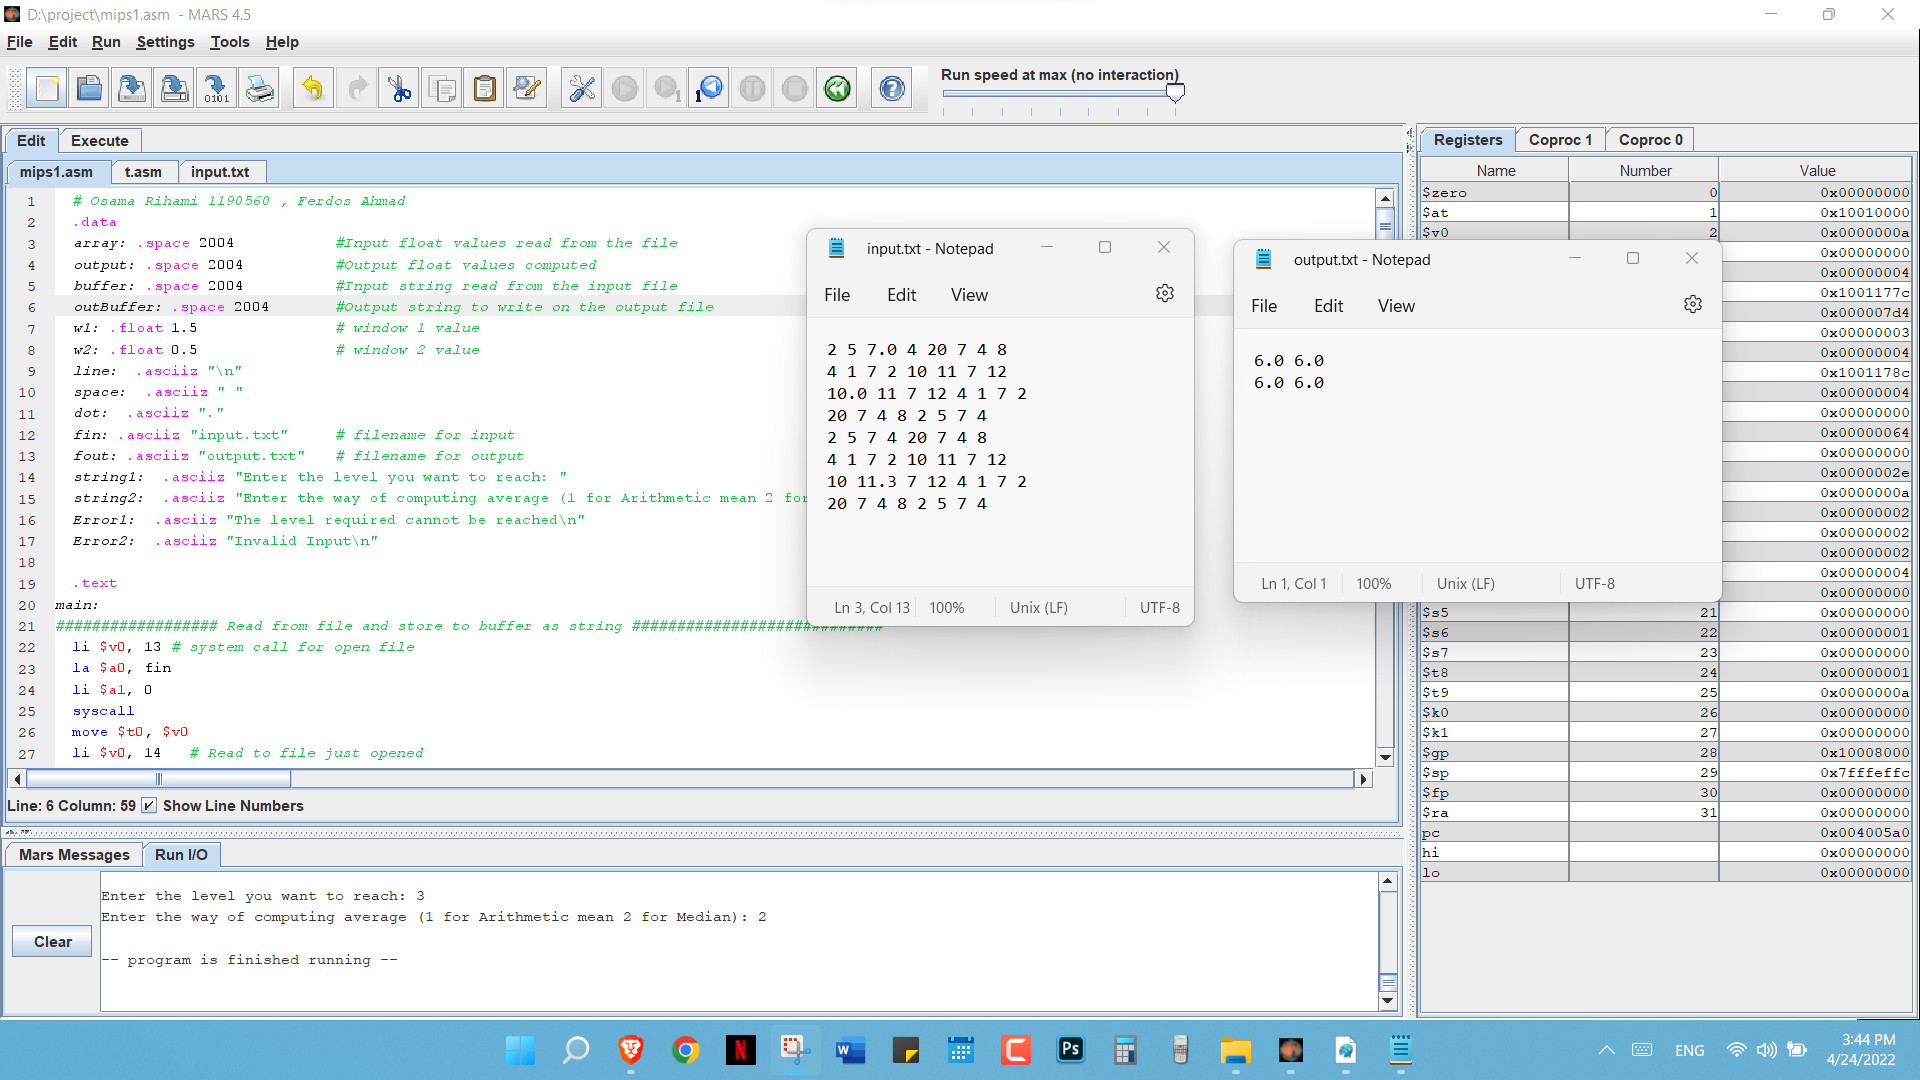 D:\project\mips1.asm - MARS 4.5
File Edit Run Settings Tools Help
Run speed at max (no interaction)
Edit Execute
mips1.asm t.asm input.txt
1 # Osama Rihami 1190560 , Ferdos Ahmad
2 .data
3 array: .space 2004 #Input float values read from the file
4 output: .space 2004 #Output float values computed
5 buffer: .space 2004 #Input string read from the input file
6 outBuffer: .space 2004 #Output string to write on the output file
7 w1: .float 1.5 # window 1 value
8 w2: .float 0.5 # window 2 value
9 line: .asciiz "\n"
10 space: .asciiz " "
11 dot: .asciiz "."
12 fin: .asciiz "input.txt" # filename for input
13 fout: .asciiz "output.txt" # filename for output
14 string1: .asciiz "Enter the level you want to reach: "
15 string2: .asciiz "Enter the way of computing average (1 for Arithmetic mean 2 for
16 Error1: .asciiz "The level required cannot be reached\n"
17 Error2: .asciiz "Invalid Input\n"
18
19 .text
20 main:
21 ################## Read from file and store to buffer as string ############################
22 li $v0, 13 # system call for open file
23 la $a0, fin
24 li $a1, 0
25 syscall
26 move $t0, $v0
27 li $v0, 14 # Read to file just opened
Line: 6 Column: 59 Show Line Numbers
Mars Messages Run I/O
Clear
Enter the level you want to reach: 3
Enter the way of computing average (1 for Arithmetic mean 2 for Median): 2
-- program is finished running --
input.txt - Notepad
File Edit View
2 5 7.0 4 20 7 4 8
4 1 7 2 10 11 7 12
10.0 11 7 12 4 1 7 2
20 7 4 8 2 5 7 4
2 5 7 4 20 7 4 8
4 1 7 2 10 11 7 12
10 11.3 7 12 4 1 7 2
20 7 4 8 2 5 7 4
Ln 3, Col 13 100% Unix (LF) UTF-8
output.txt - Notepad
File Edit View
6.0 6.0
6.0 6.0
Ln 1, Col 1 100% Unix (LF) UTF-8
Registers Coproc 1 Coproc 0
Name Number Value
$zero 0 0x00000000
$at 1 0x10010000
$v0 2 0x0000000a
0x00000000
0x00000004
0x1001177c
0x000007d4
0x00000003
0x00000004
0x1001178c
0x00000004
0x00000000
0x00000064
0x00000000
0x0000002e
0x0000000a
0x00000002
0x00000002
0x00000002
0x00000004
0x00000000
$s5 21 0x00000000
$s6 22 0x00000001
$s7 23 0x00000000
$t8 24 0x00000001
$t9 25 0x0000000a
$k0 26 0x00000000
$k1 27 0x00000000
$gp 28 0x10008000
$sp 29 0x7fffeffc
$fp 30 0x00000000
$ra 31 0x00000000
pc 0x004005a0
hi 0x00000000
lo 0x00000000
ENG
3:44 PM
4/24/2022